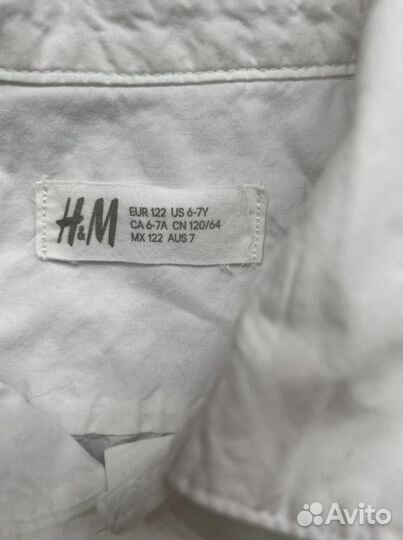 H&M
EUR 122 US 6-7Y
CA 6-7A CN 120/64
MX 122 AUS 7
Avito